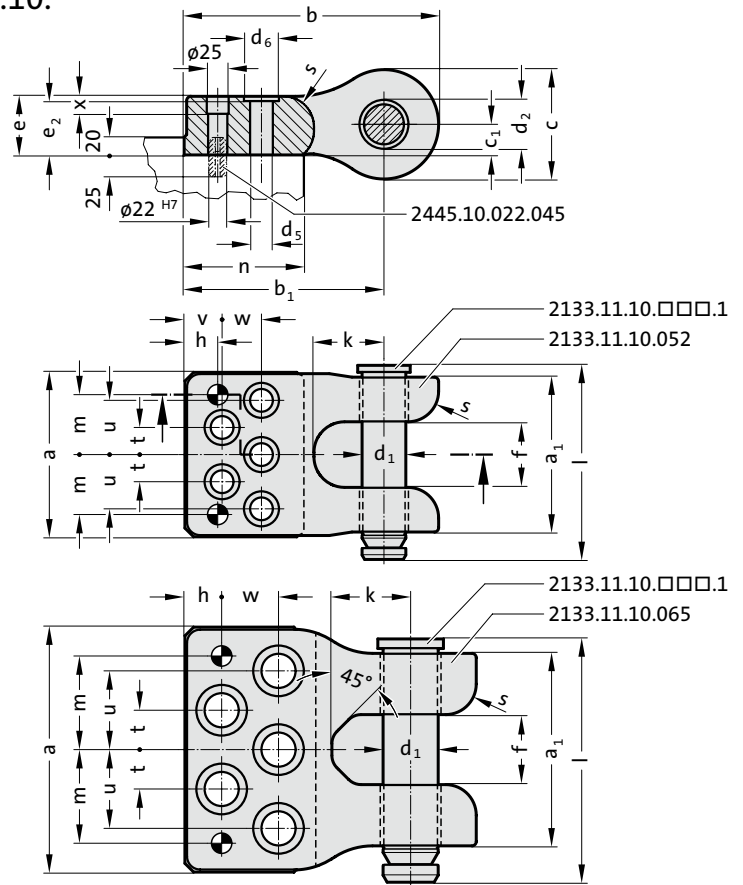 .10.
b
d6
ø25
s
x
e
e2
20
25
c1
d2
c
ø22 H7
2445.10.022.045
d5
n
b1
2133.11.10.□□□.1
v
w
h
k
2133.11.10.052
s
a
m
u
t
t
m
u
d1
f
a1
l
2133.11.10.□□□.1
h
w
k
2133.11.10.065
45°
s
a
m
u
t
t
m
u
d1
f
a1
l